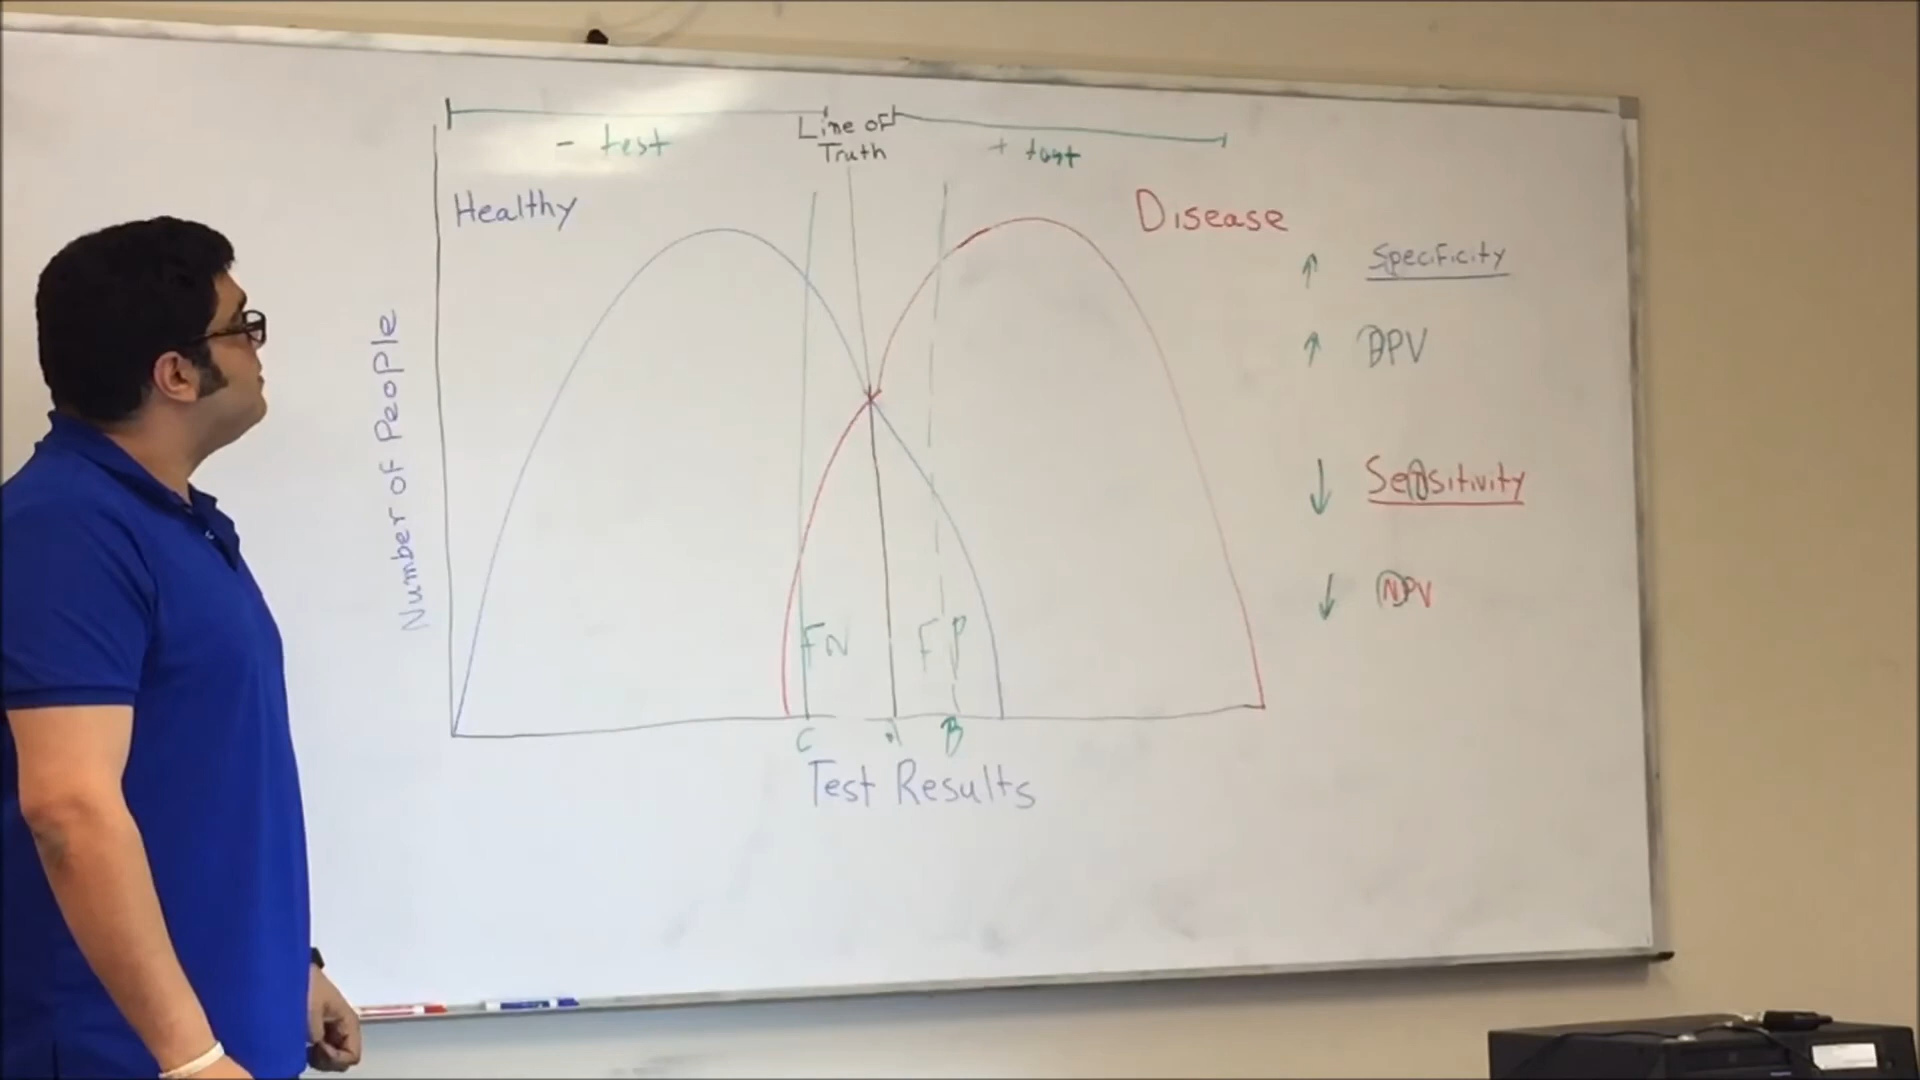 Line of
Truth
- test
+ test
Healthy
Disease
Specificity
PPV
Sensitivity
NPV
Number of People
FN
FP
C
A
B
Test Results